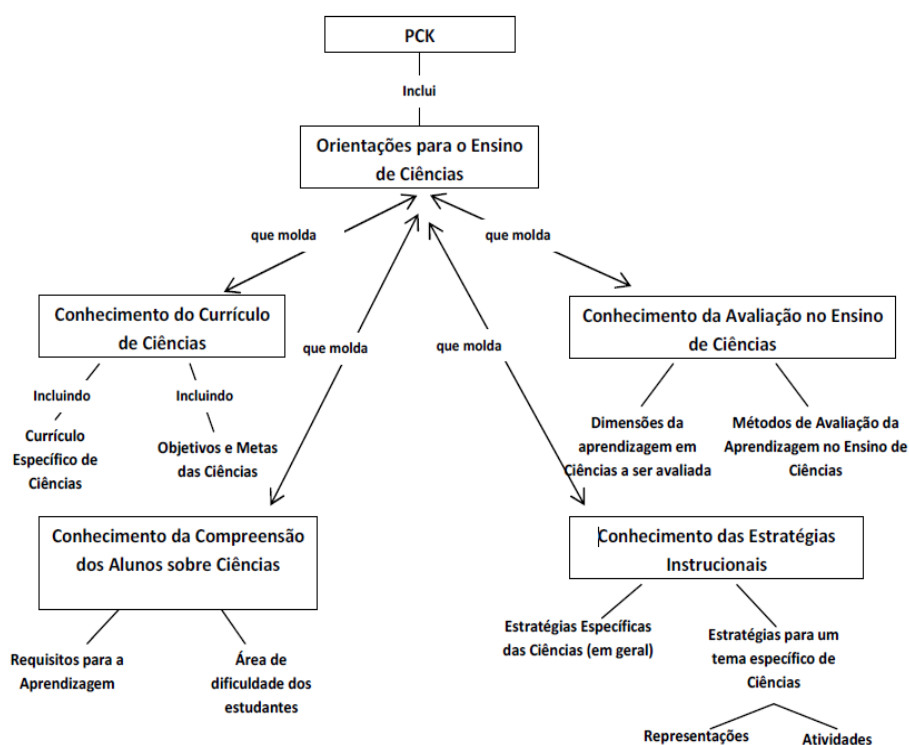 PCK
Inclui
Orientações para o Ensino
de Ciências
que molda
que molda
Conhecimento do Currículo
de Ciências
Conhecimento da Avaliação no Ensino
de Ciências
que molda
que molda
Incluindo
Incluindo
Currículo
Específico de
Ciências
Objetivos e Metas
das Ciências
Dimensões da
aprendizagem em
Ciências a ser avaliada
Métodos de Avaliação da
Aprendizagem no Ensino de
Ciências
Conhecimento da Compreensão
dos Alunos sobre Ciências
Conhecimento das Estratégias
Instrucionais
Requisitos para a
Aprendizagem
Área de
dificuldade dos
estudantes
Estratégias Específicas
das Ciências (em geral)
Estratégias para um
tema específico de
Ciências
Representações
Atividades